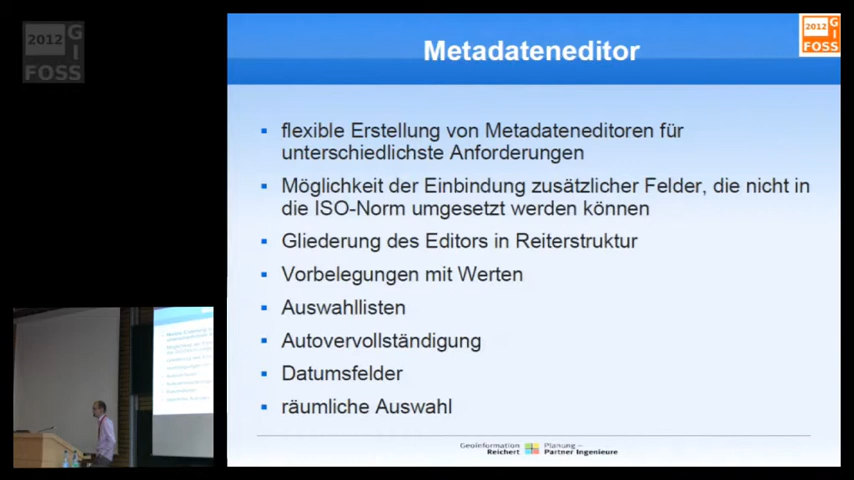 2012 GI
FOSS
Metadateneditor
2012 GI
FOSS
flexible Erstellung von Metadateneditoren für
unterschiedlichste Anforderungen
Möglichkeit der Einbindung zusätzlicher Felder, die nicht in
die ISO-Norm umgesetzt werden können
Gliederung des Editors in Reiterstruktur
Vorbelegungen mit Werten
Auswahllisten
Autovervollständigung
Datumsfelder
räumliche Auswahl
Geoinformation Planung –
Reichert Partner Ingenieure